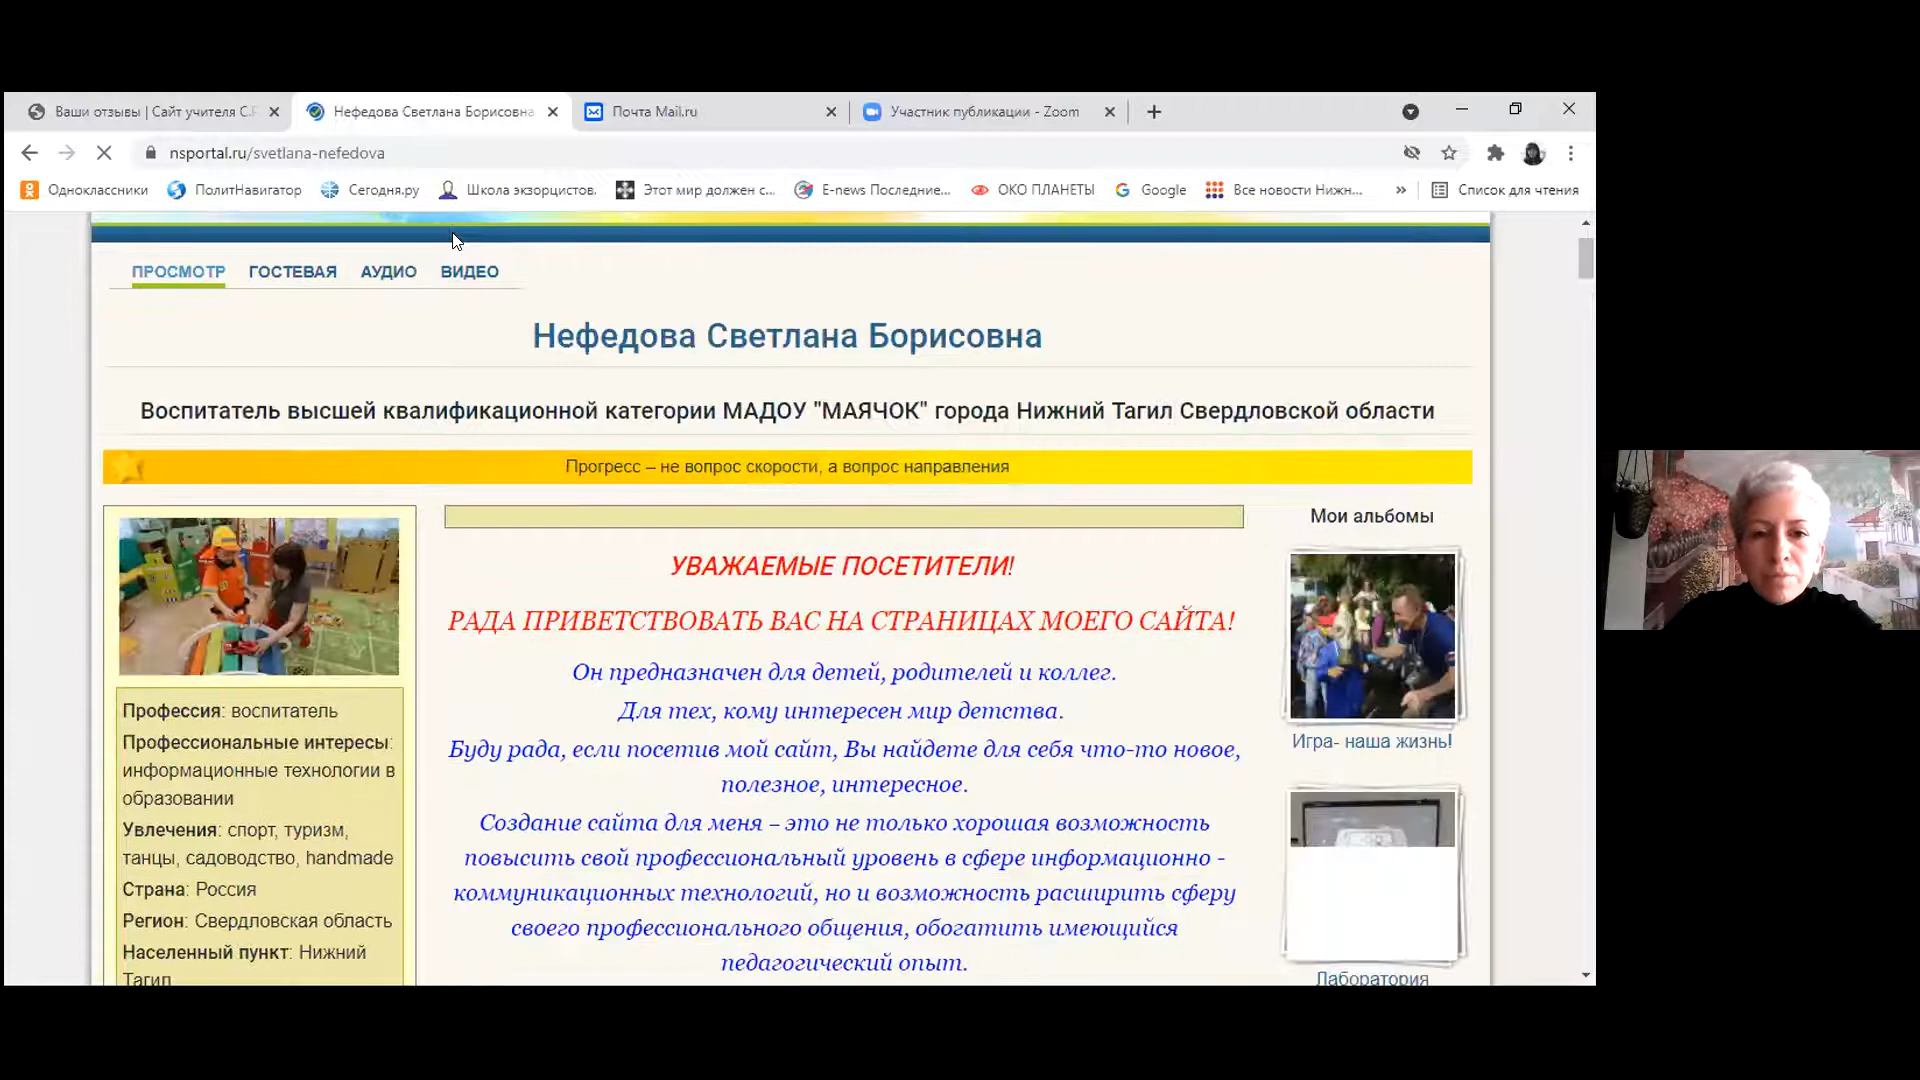 Ваши отзывы | Сайт учителя С.Г
Нефедова Светлана Борисовна
Почта Mail.ru
Участник публикации - Zoom
nsportal.ru/svetlana-nefedova
Одноклассники
ПолитНавигатор
Сегодня.ру
Школа экзорцистов.
Этот мир должен с...
E-news Последние...
ОКО ПЛАНЕТЫ
Google
Все новости Нижн...
»
Список для чтения
ПРОСМОТР
ГОСТЕВАЯ
АУДИО
ВИДЕО
Нефедова Светлана Борисовна
Воспитатель высшей квалификационной категории МАДОУ "МАЯЧОК" города Нижний Тагил Свердловской области
Прогресс – не вопрос скорости, а вопрос направления
Профессия: воспитатель
Профессиональные интересы:
информационные технологии в
образовании
Увлечения: спорт, туризм,
танцы, садоводство, handmade
Страна: Россия
Регион: Свердловская область
Населенный пункт: Нижний
Тагил
УВАЖАЕМЫЕ ПОСЕТИТЕЛИ!
РАДА ПРИВЕТСТВОВАТЬ ВАС НА СТРАНИЦАХ МОЕГО САЙТА!
Он предназначен для детей, родителей и коллег.
Для тех, кому интересен мир детства.
Буду рада, если посетив мой сайт, Вы найдете для себя что-то новое,
полезное, интересное.
Создание сайта для меня – это не только хорошая возможность
повысить свой профессиональный уровень в сфере информационно -
коммуникационных технологий, но и возможность расширить сферу
своего профессионального общения, обогатить имеющийся
педагогический опыт.
Мои альбомы
Игра- наша жизнь!
Лаборатория